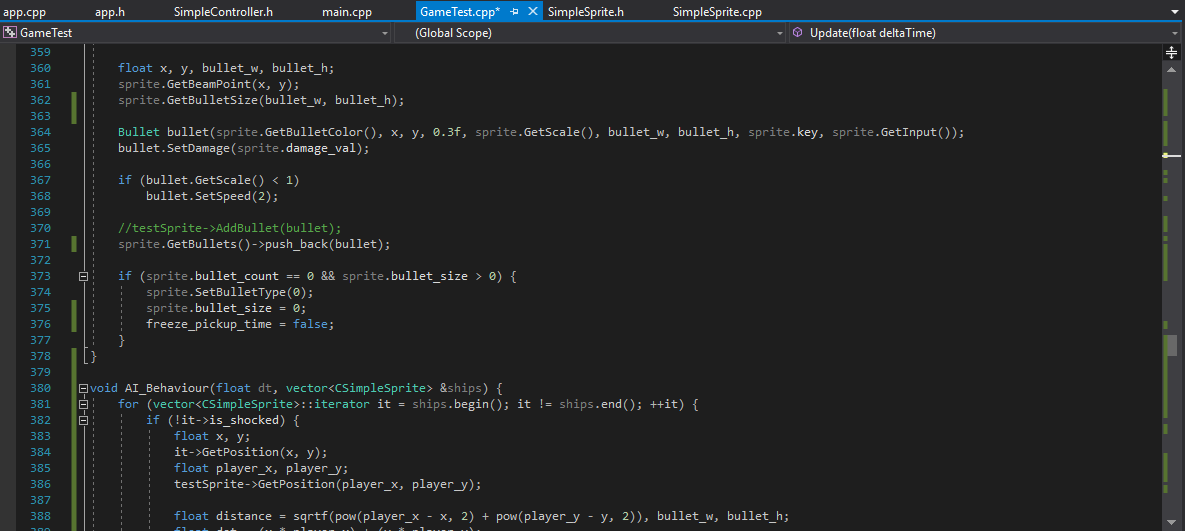 app.cpp app.h SimpleController.h main.cpp GameTest.cpp* SimpleSprite.h SimpleSprite.cpp
GameTest (Global Scope) Update(float deltaTime)
359
360 float x, y, bullet_w, bullet_h;
361 sprite.GetBeamPoint(x, y);
362 sprite.GetBulletSize(bullet_w, bullet_h);
363
364 Bullet bullet(sprite.GetBulletColor(), x, y, 0.3f, sprite.GetScale(), bullet_w, bullet_h, sprite.key, sprite.GetInput());
365 bullet.SetDamage(sprite.damage_val);
366
367 if (bullet.GetScale() < 1)
368 bullet.SetSpeed(2);
369
370 //testSprite->AddBullet(bullet);
371 sprite.GetBullets()->push_back(bullet);
372
373 if (sprite.bullet_count == 0 && sprite.bullet_size > 0) {
374 sprite.SetBulletType(0);
375 sprite.bullet_size = 0;
376 freeze_pickup_time = false;
377 }
378 }
379
380 void AI_Behaviour(float dt, vector<CSimpleSprite> &ships) {
381 for (vector<CSimpleSprite>::iterator it = ships.begin(); it != ships.end(); ++it) {
382 if (!it->is_shocked) {
383 float x, y;
384 it->GetPosition(x, y);
385 float player_x, player_y;
386 testSprite->GetPosition(player_x, player_y);
387
388 float distance = sqrtf(pow(player_x - x, 2) + pow(player_y - y, 2)), bullet_w, bullet_h;